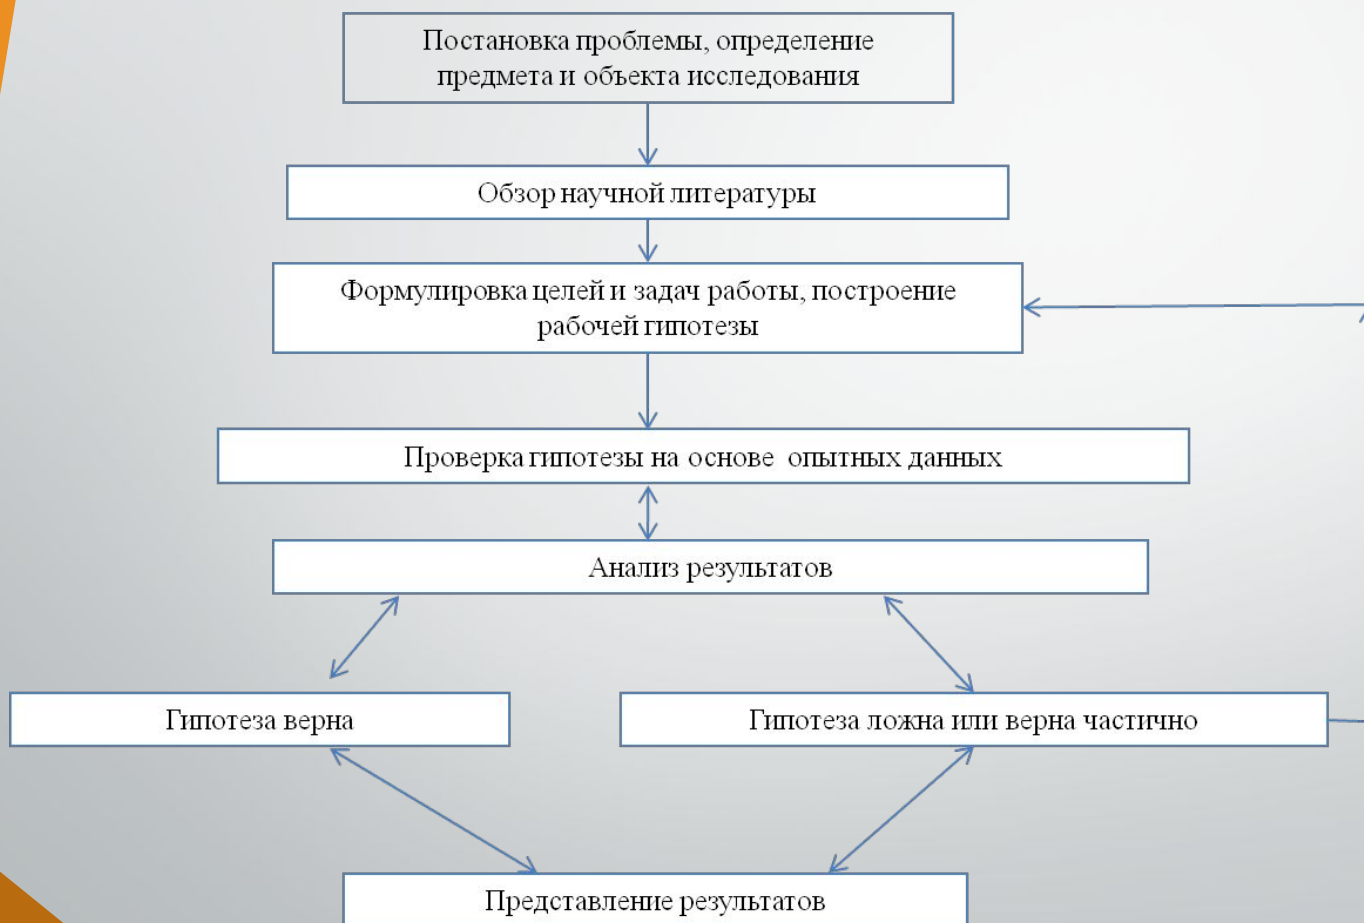 Постановка проблемы, определение
предмета и объекта исследования
Обзор научной литературы
Формулировка целей и задач работы, построение
рабочей гипотезы
Проверка гипотезы на основе опытных данных
Анализ результатов
Гипотеза верна
Гипотеза ложна или верна частично
Представление результатов